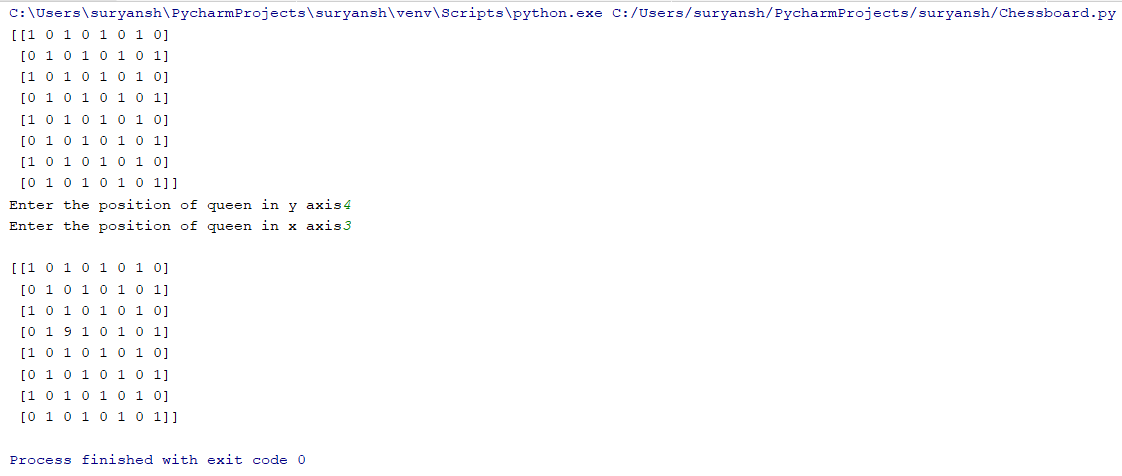 C:\Users\suryansh\PycharmProjects\suryansh\venv\Scripts\python.exe C:/Users/suryansh/PycharmProjects/suryansh/Chessboard.py
[[1 0 1 0 1 0 1 0]
 [0 1 0 1 0 1 0 1]
 [1 0 1 0 1 0 1 0]
 [0 1 0 1 0 1 0 1]
 [1 0 1 0 1 0 1 0]
 [0 1 0 1 0 1 0 1]
 [1 0 1 0 1 0 1 0]
 [0 1 0 1 0 1 0 1]]
Enter the position of queen in y axis4
Enter the position of queen in x axis3
[[1 0 1 0 1 0 1 0]
 [0 1 0 1 0 1 0 1]
 [1 0 1 0 1 0 1 0]
 [0 1 9 1 0 1 0 1]
 [1 0 1 0 1 0 1 0]
 [0 1 0 1 0 1 0 1]
 [1 0 1 0 1 0 1 0]
 [0 1 0 1 0 1 0 1]]
Process finished with exit code 0